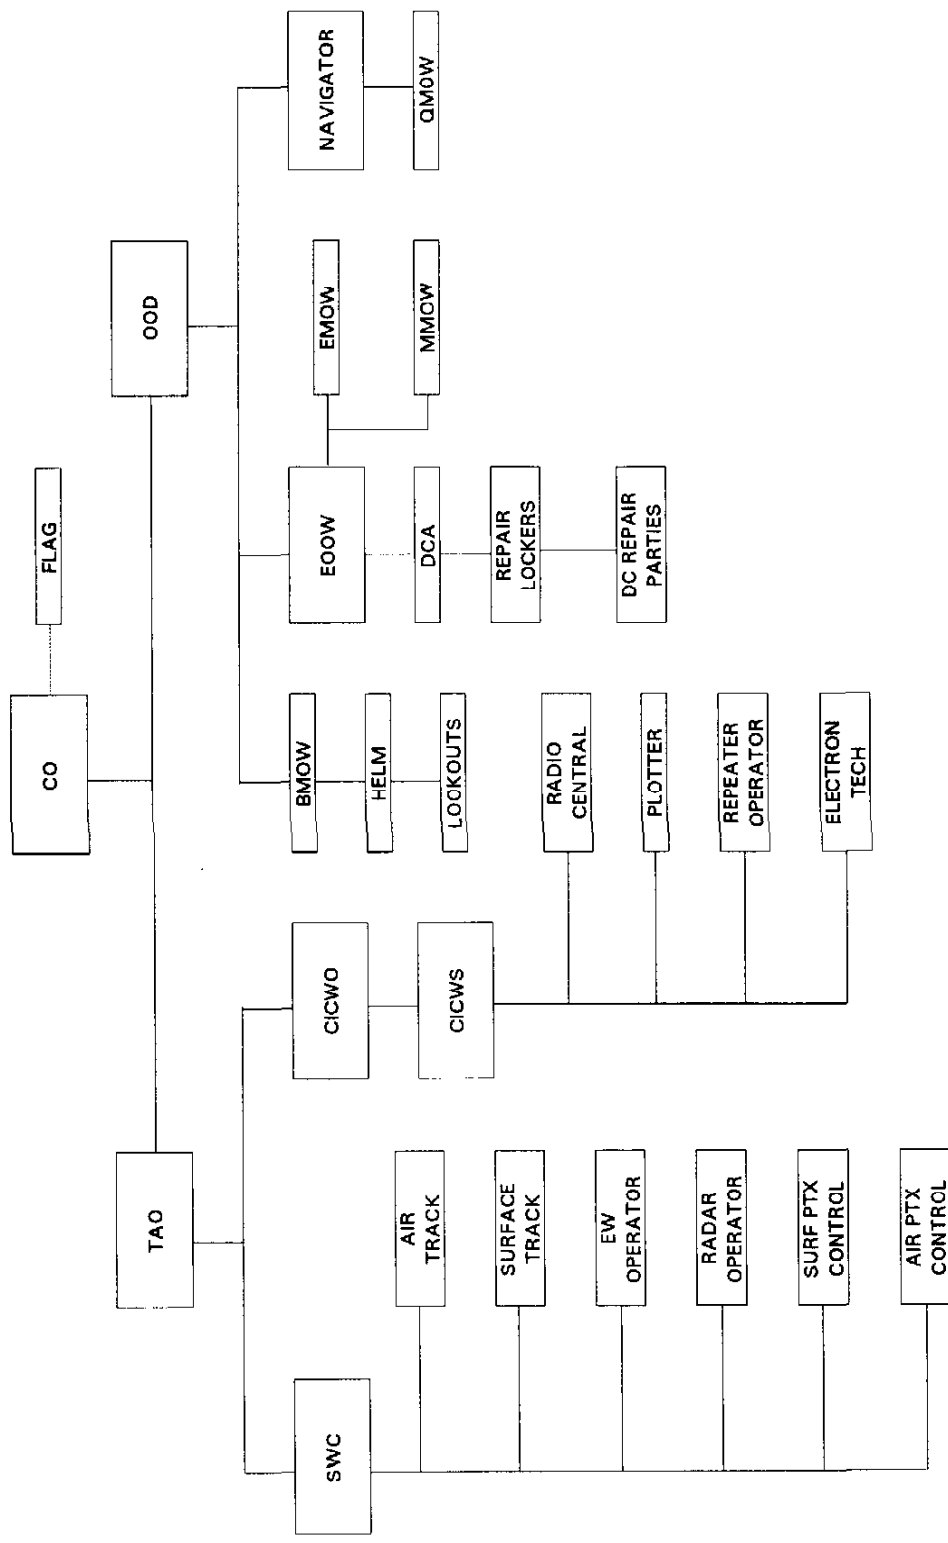 CO
FLAG
TAO
OOD
SWC
CICWO
BMOW
EOOW
EMOW
NAVIGATOR
HELM
LOOKOUTS
DCA
MMOW
QMOW
CICWS
REPAIR
LOCKERS
DC REPAIR
PARTIES
AIR
TRACK
SURFACE
TRACK
EW
OPERATOR
RADAR
OPERATOR
SURF PTX
CONTROL
AIR PTX
CONTROL
RADIO
CENTRAL
PLOTTER
REPEATER
OPERATOR
ELECTRON
TECH